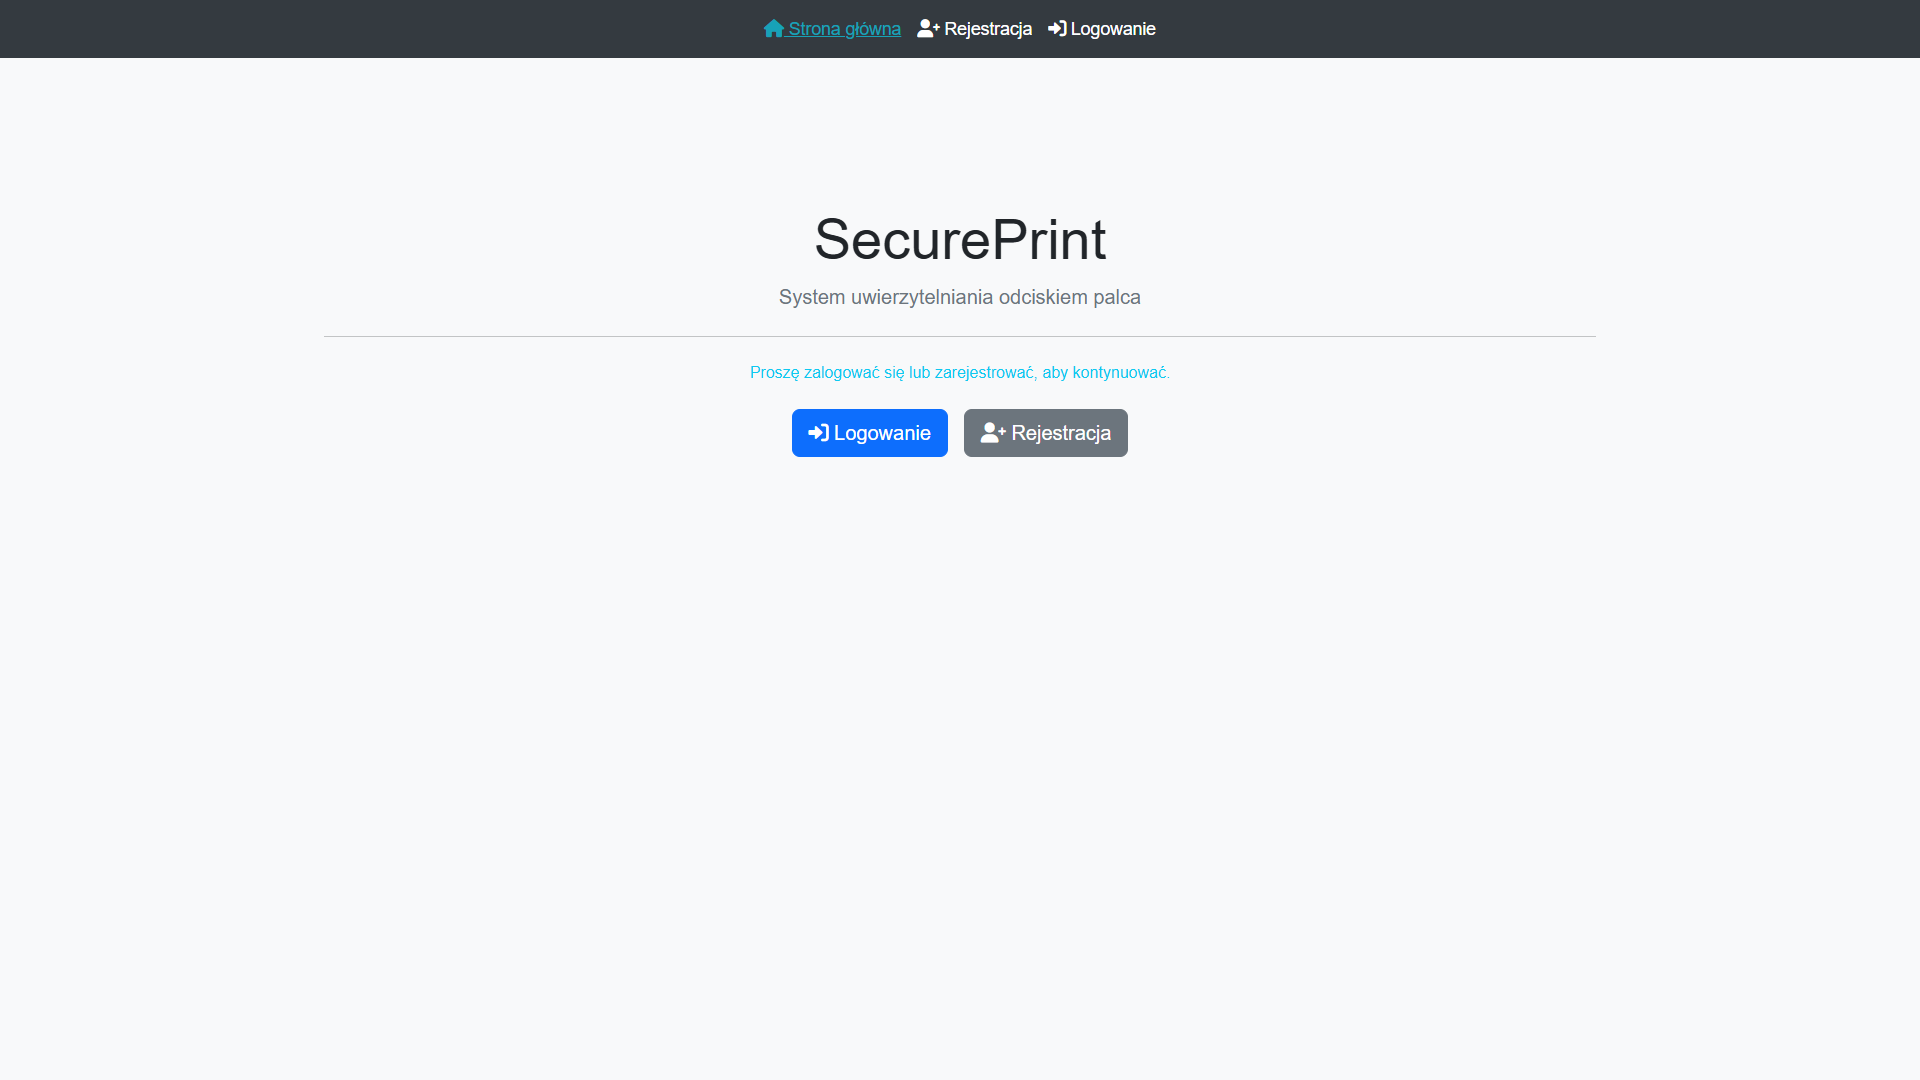 Strona główna Rejestracja Logowanie
SecurePrint
System uwierzytelniania odciskiem palca
Proszę zalogować się lub zarejestrować, aby kontynuować.
Logowanie Rejestracja